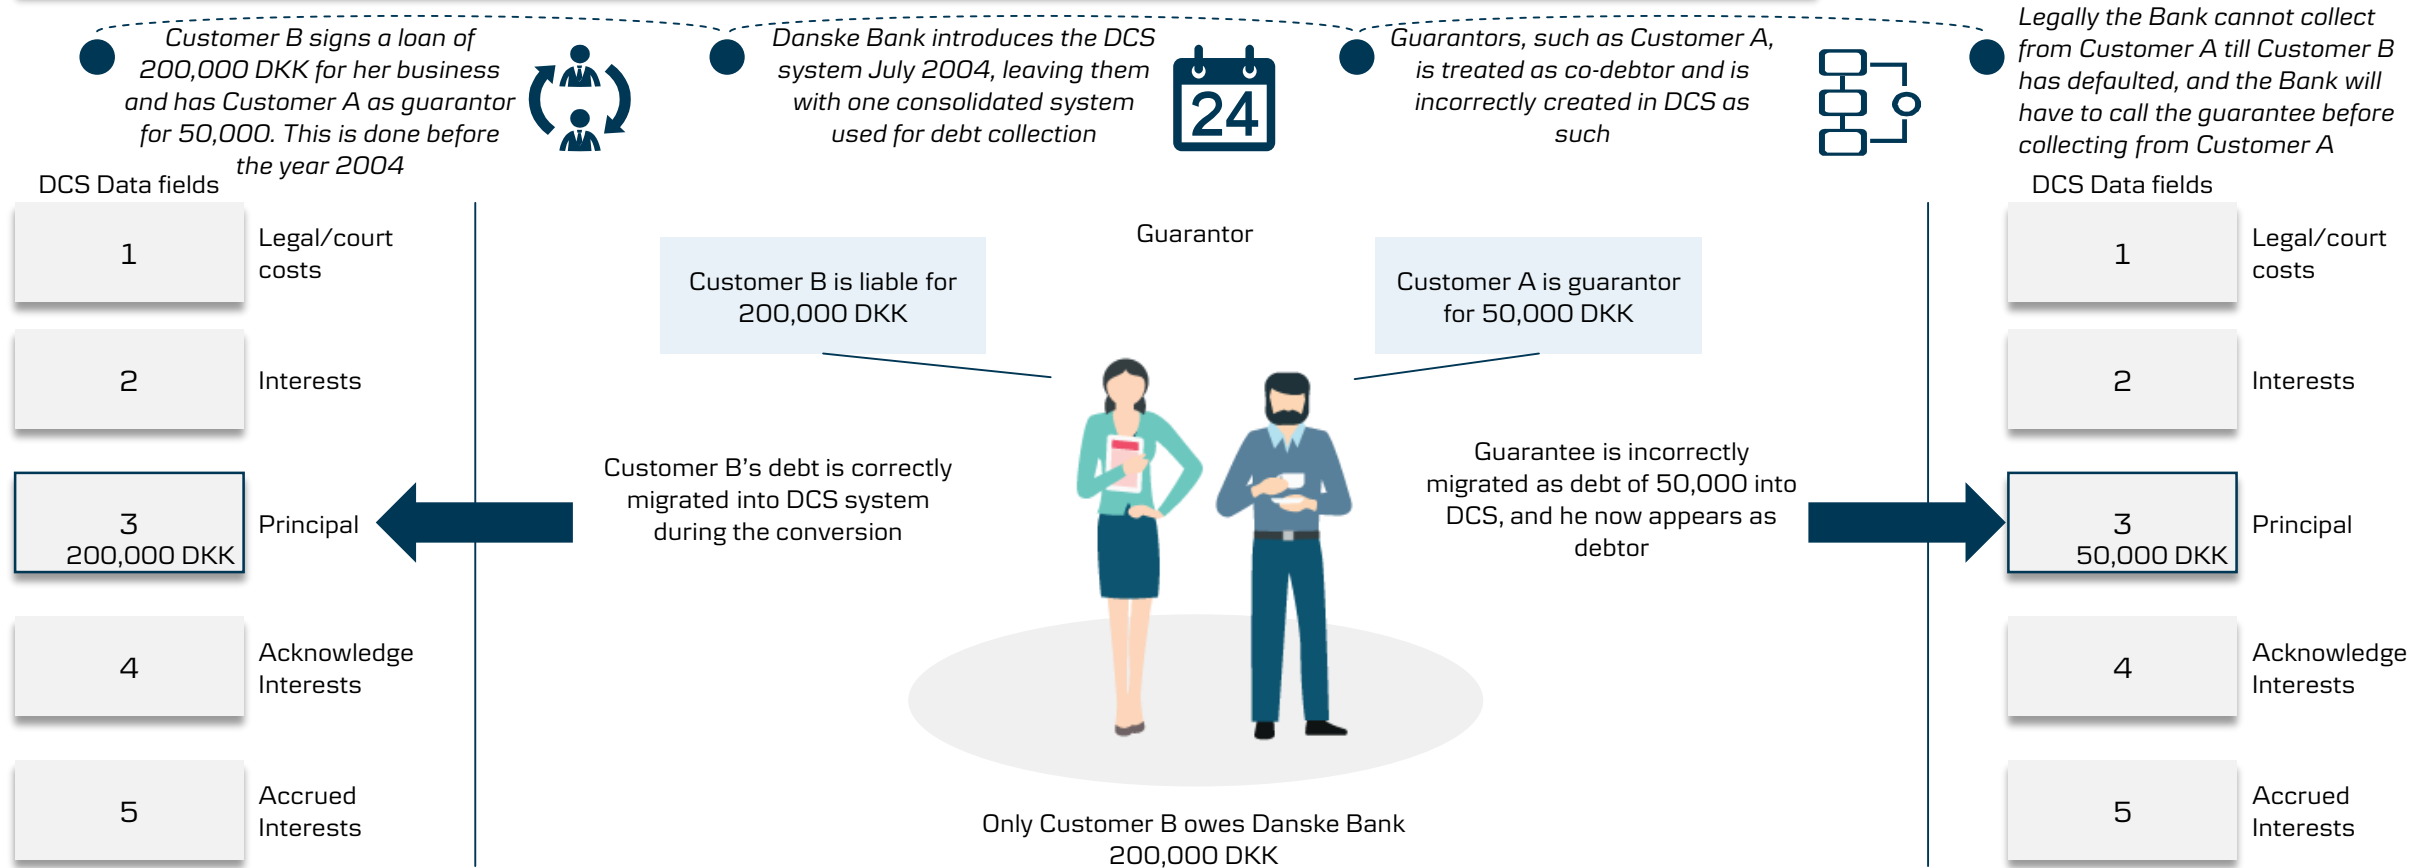 Customer B signs a loan of
200,000 DKK for her business
and has Customer A as guarantor
for 50,000. This is done before
the year 2004
Danske Bank introduces the DCS
system July 2004, leaving them
with one consolidated system
used for debt collection
24
Guarantors, such as Customer A,
is treated as co-debtor and is
incorrectly created in DCS as
such
Legally the Bank cannot collect
from Customer A till Customer B
has defaulted, and the Bank will
have to call the guarantee before
collecting from Customer A
DCS Data fields
1
Legal/court
costs
2
Interests
3
200,000 DKK
Principal
4
Acknowledge
Interests
5
Accrued
Interests
Guarantor
Customer B is liable for
200,000 DKK
Customer A is guarantor
for 50,000 DKK
Customer B’s debt is correctly
migrated into DCS system
during the conversion
Guarantee is incorrectly
migrated as debt of 50,000 into
DCS, and he now appears as
debtor
Only Customer B owes Danske Bank
200,000 DKK
DCS Data fields
1
Legal/court
costs
2
Interests
3
50,000 DKK
Principal
4
Acknowledge
Interests
5
Accrued
Interests